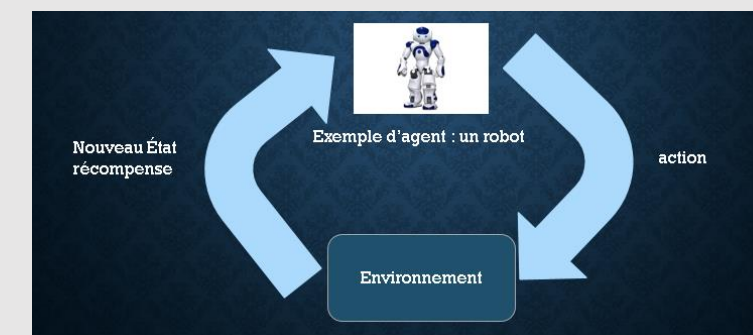 Exemple d'agent : un robot
Nouveau État
récompense
action
Environnement